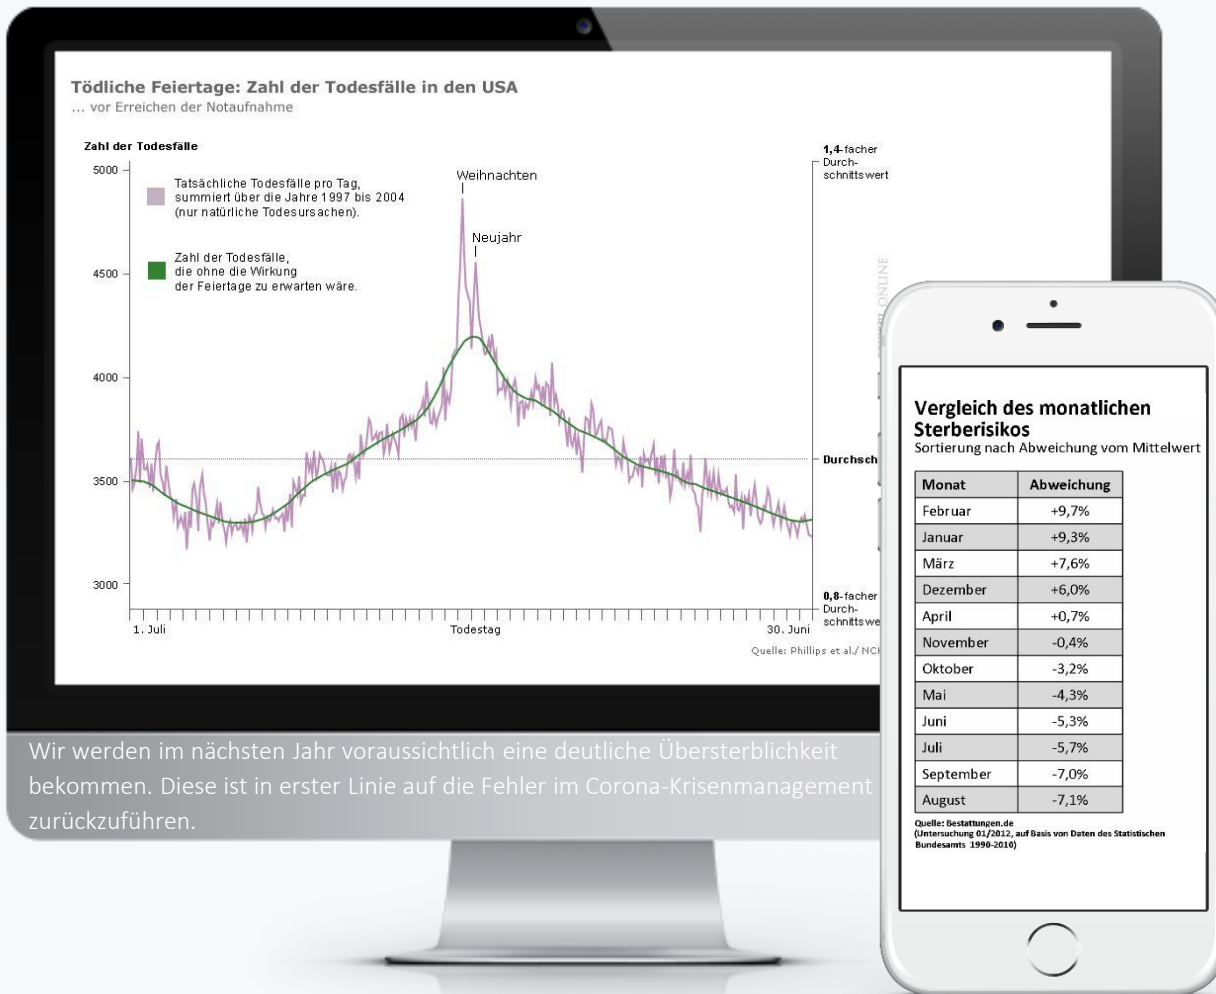 Tödliche Feiertage: Zahl der Todesfälle in den USA
... vor Erreichen der Notaufnahme
Zahl der Todesfälle
5000
4500
4000
3500
3000
Tatsächliche Todesfälle pro Tag,
summiert über die Jahre 1997 bis 2004
(nur natürliche Todesursachen).
Zahl der Todesfälle,
die ohne die Wirkung
der Feiertage zu erwarten wäre.
Weihnachten
Neujahr
1,4-facher
Durch-
schnittswert
Durchsch
0,8-facher
Durch-
schnittswe
1. Juli
Todestag
30. Juni
Quelle: Phillips et al./ NCH
ONLINE
Wir werden im nächsten Jahr voraussichtlich eine deutliche Übersterblichkeit
bekommen. Diese ist in erster Linie auf die Fehler im Corona-Krisenmanagement
zurückzuführen.
Vergleich des monatlichen
Sterberisikos
Sortierung nach Abweichung vom Mittelwert
Monat Abweichung
Februar +9,7%
Januar +9,3%
März +7,6%
Dezember +6,0%
April +0,7%
November -0,4%
Oktober -3,2%
Mai -4,3%
Juni -5,3%
Juli -5,7%
September -7,0%
August -7,1%
Quelle: Bestattungen.de
(Untersuchung 01/2012, auf Basis von Daten des Statistischen
Bundesamts 1990-2010)